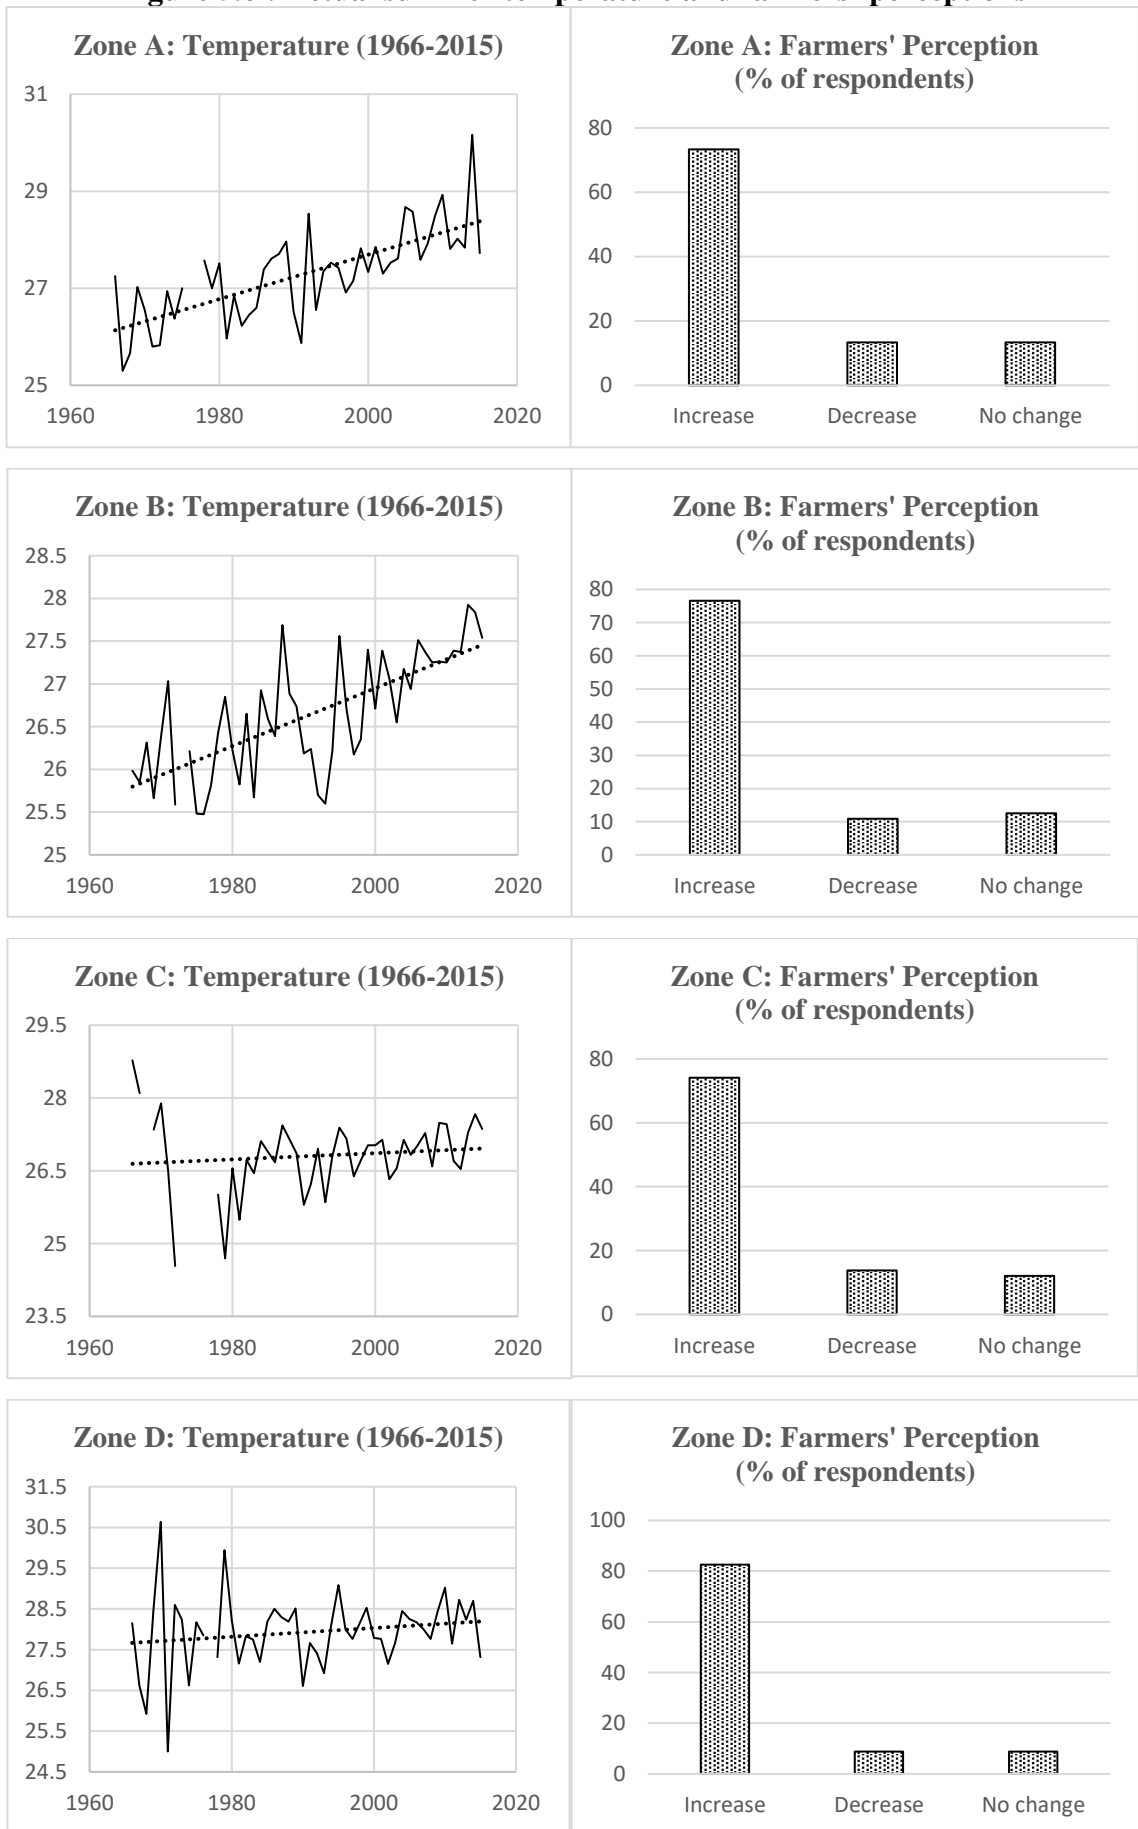 Zone A: Temperature (1966-2015)
31
29
27
25
1960
1980
2000
2020
Zone A: Farmers' Perception
(% of respondents)
80
60
40
20
0
Increase
Decrease
No change
Zone B: Temperature (1966-2015)
28.5
28
27.5
27
26.5
26
25.5
25
1960
1980
2000
2020
Zone B: Farmers' Perception
(% of respondents)
80
70
60
50
40
30
20
10
0
Increase
Decrease
No change
Zone C: Temperature (1966-2015)
29.5
28
26.5
25
23.5
1960
1980
2000
2020
Zone C: Farmers' Perception
(% of respondents)
80
60
40
20
0
Increase
Decrease
No change
Zone D: Temperature (1966-2015)
31.5
30.5
29.5
28.5
27.5
26.5
25.5
24.5
1960
1980
2000
2020
Zone D: Farmers' Perception
(% of respondents)
100
80
60
40
20
0
Increase
Decrease
No change